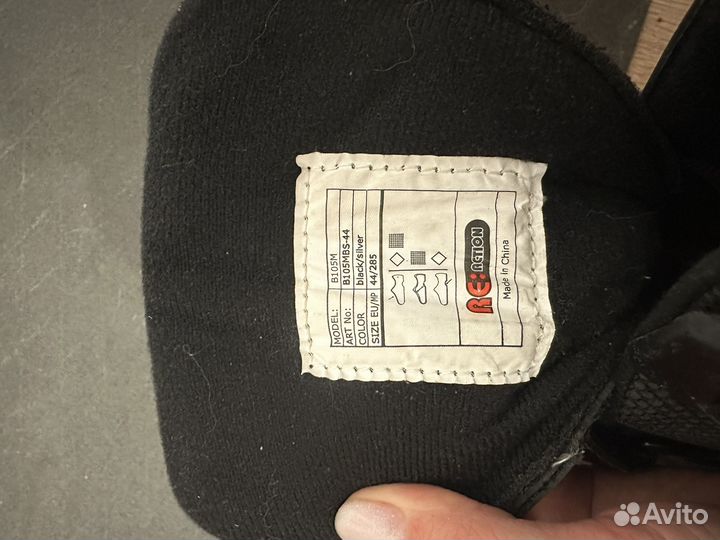 MODEL: B105M
ART No: B105MBS-44
COLOR black/silver
SIZE EU/MP 44/285
RE:ACTION
Made in China
Avito